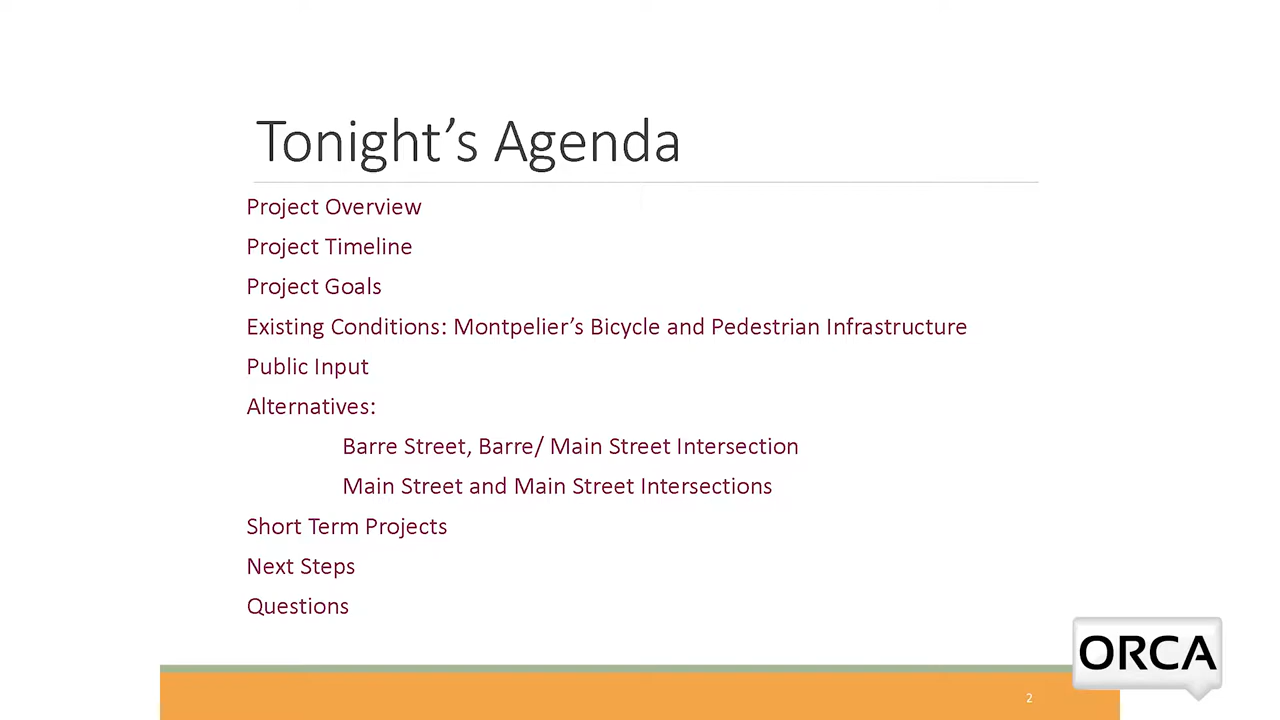 Tonight’s Agenda
Project Overview
Project Timeline
Project Goals
Existing Conditions: Montpelier’s Bicycle and Pedestrian Infrastructure
Public Input
Alternatives:
Barre Street, Barre/ Main Street Intersection
Main Street and Main Street Intersections
Short Term Projects
Next Steps
Questions
ORCA
2